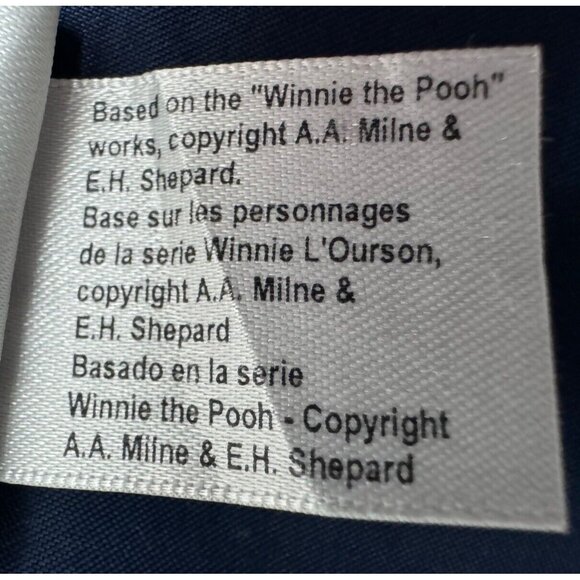 Based on the "Winnie the Pooh"
works, copyright A.A. Milne &
E.H. Shepard.
Base sur les personnages
de la serie Winnie L'Ourson,
copyright A.A. Milne &
E.H. Shepard
Basado en la serie
Winnie the Pooh - Copyright
A.A. Milne & E.H. Shepard